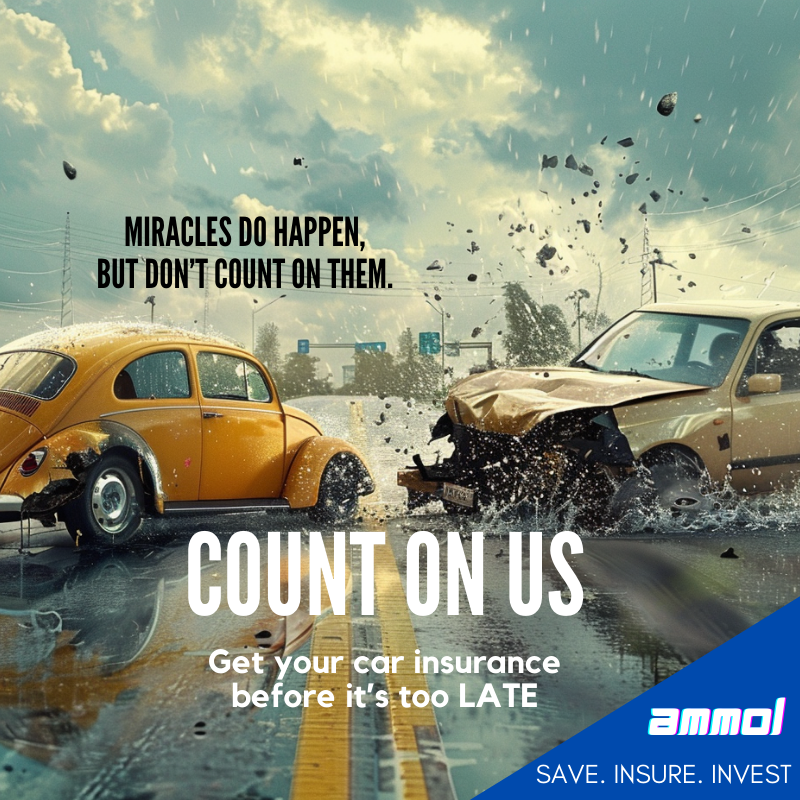 MIRACLES DO HAPPEN,
BUT DON'T COUNT ON THEM.
COUNT ON US
Get your car insurance
before it's too LATE
ammol
SAVE. INSURE. INVEST